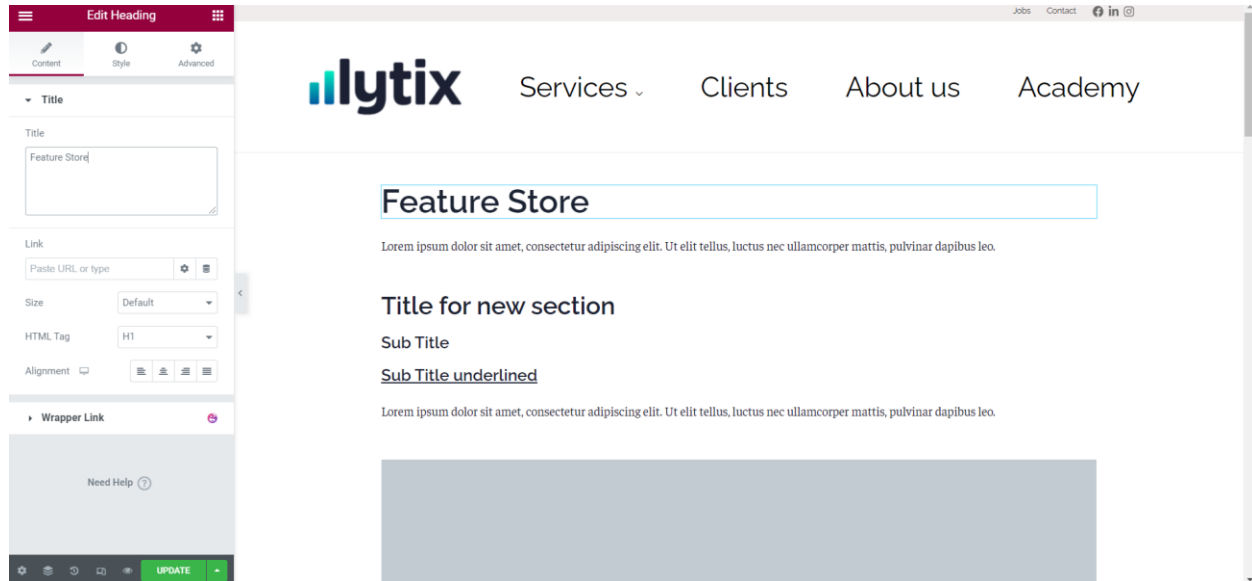 Edit Heading
Content Style Advanced
Title
Title
Feature Store
Link
Paste URL or type
Size Default
HTML Tag H1
Alignment
Wrapper Link
Need Help ?
UPDATE
Jobs Contact
lytix Services Clients About us Academy
Feature Store
Lorem ipsum dolor sit amet, consectetur adipiscing elit. Ut elit tellus, luctus nec ullamcorper mattis, pulvinar dapibus leo.
Title for new section
Sub Title
Sub Title underlined
Lorem ipsum dolor sit amet, consectetur adipiscing elit. Ut elit tellus, luctus nec ullamcorper mattis, pulvinar dapibus leo.